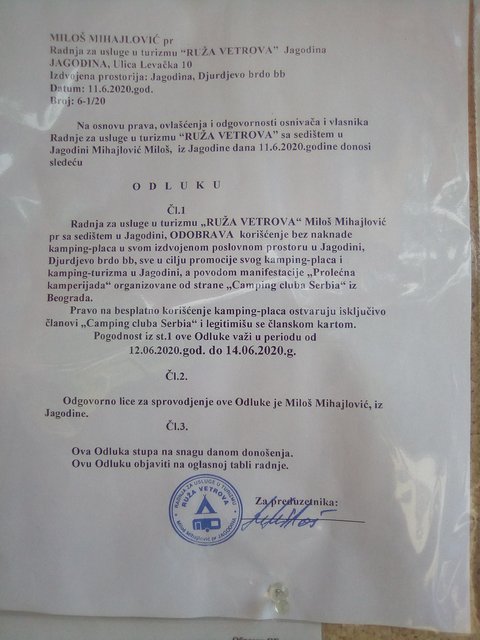 MILOŠ MIHAJLOVIĆ pr
Radnja za usluge u turizmu "RUŽA VETROVA" Jagodina
JAGODINA, Ulica Levačka 10
Izdvojena prostorija: Jagodina, Djurdjevo brdo bb
Datum: 11.6.2020.god.
Broj: 6-1/20
Na osnovu prava, ovlašćenja i odgovornosti osnivača i vlasnika
Radnje za usluge u turizmu "RUŽA VETROVA" sa sedištem u
Jagodini Mihajlović Miloš, iz Jagodine dana 11.6.2020.godine donosi
sledeću
O D L U K U
Čl.1
Radnja za usluge u turizmu „RUŽA VETROVA“ Miloš Mihajlović
pr sa sedištem u Jagodini, ODOBRAVA korišćenje bez naknade
kamping-placa u svom izdvojenom poslovnom prostoru u Jagodini,
Djurdjevo brdo bb, sve u cilju promocije svog kamping-placa i
kamping-turizma u Jagodini, a povodom manifestacije „Prolećna
kamperijada“ organizovane od strane „Camping cluba Serbia“ iz
Beograda.
Pravo na besplatno korišćenje kamping-placa ostvaruju isključivo
članovi „Camping cluba Serbia“ i legitimišu se članskom kartom.
Pogodnost iz st.1 ove Odluke važi u periodu od
12.06.2020.god. do 14.06.2020.g.
Čl.2.
Odgovorno lice za sprovodjenje ove Odluke je Miloš Mihajlović, iz
Jagodine.
Čl.3.
Ova Odluka stupa na snagu danom donošenja.
Ovu Odluku objaviti na oglasnoj tabli radnje.
Za preduzetnika:
RADNJA ZA USLUGE U TURIZMU
RUŽA VETROVA
Miloš Mihajlović pr JAGODINA